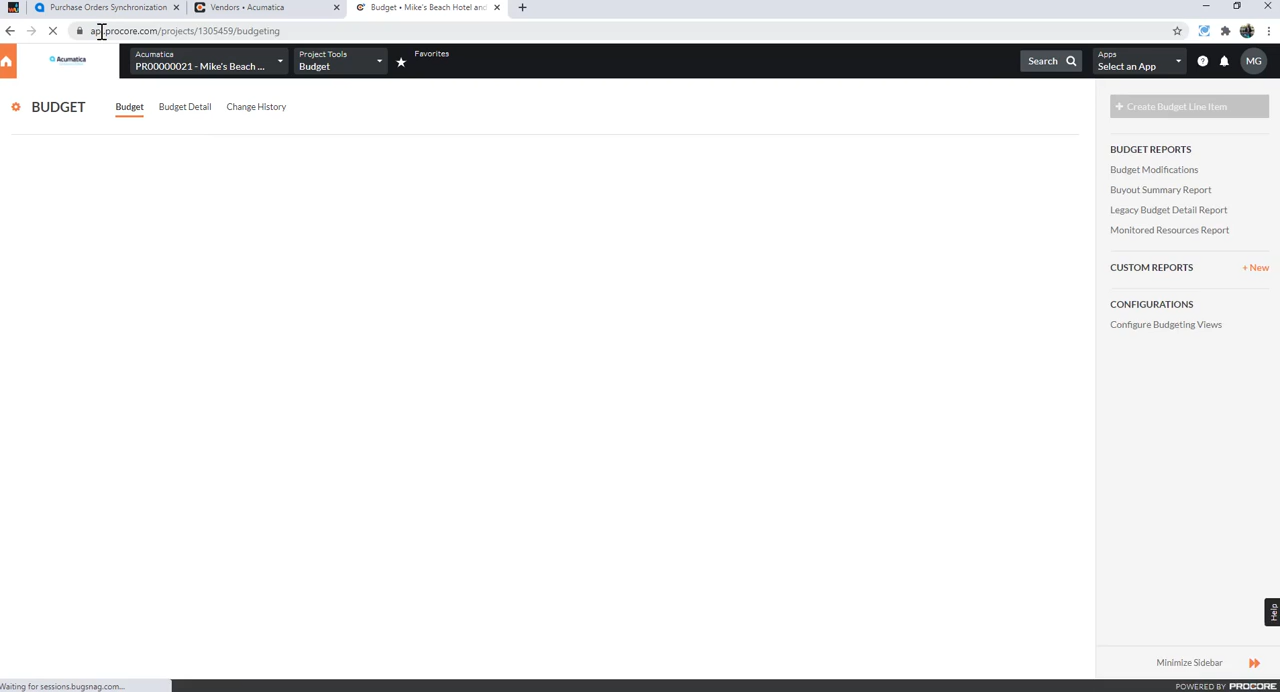 Purchase Orders Synchronization
Vendors • Acumatica
Budget • Mike's Beach Hotel and
app.procore.com/projects/1305459/budgeting
Acumatica
Acumatica
PR00000021 - Mike's Beach ...
Project Tools
Budget
Favorites
Search
Apps
Select an App
MG
BUDGET
Budget
Budget Detail
Change History
+ Create Budget Line Item
BUDGET REPORTS
Budget Modifications
Buyout Summary Report
Legacy Budget Detail Report
Monitored Resources Report
CUSTOM REPORTS
+ New
CONFIGURATIONS
Configure Budgeting Views
Help
Minimize Sidebar
Waiting for sessions.bugsnag.com...
POWERED BY PROCORE